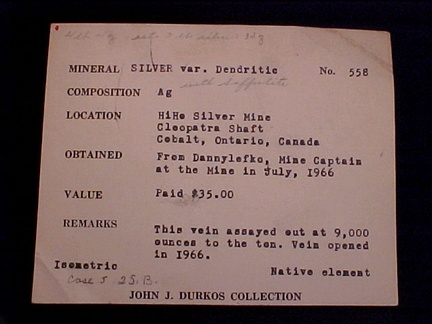 MINERAL SILVER var. Dendritic No. 558
with safflorite
COMPOSITION Ag
LOCATION HiHo Silver Mine
Cleopatra Shaft
Cobalt, Ontario, Canada
OBTAINED From Dannylefko, Mine Captain
at the Mine in July, 1966
VALUE Paid $35.00
REMARKS This vein assayed out at 9,000
ounces to the ton. Vein opened
in 1966.
Isometric Native element
Case 5 2S.B.
JOHN J. DURKOS COLLECTION